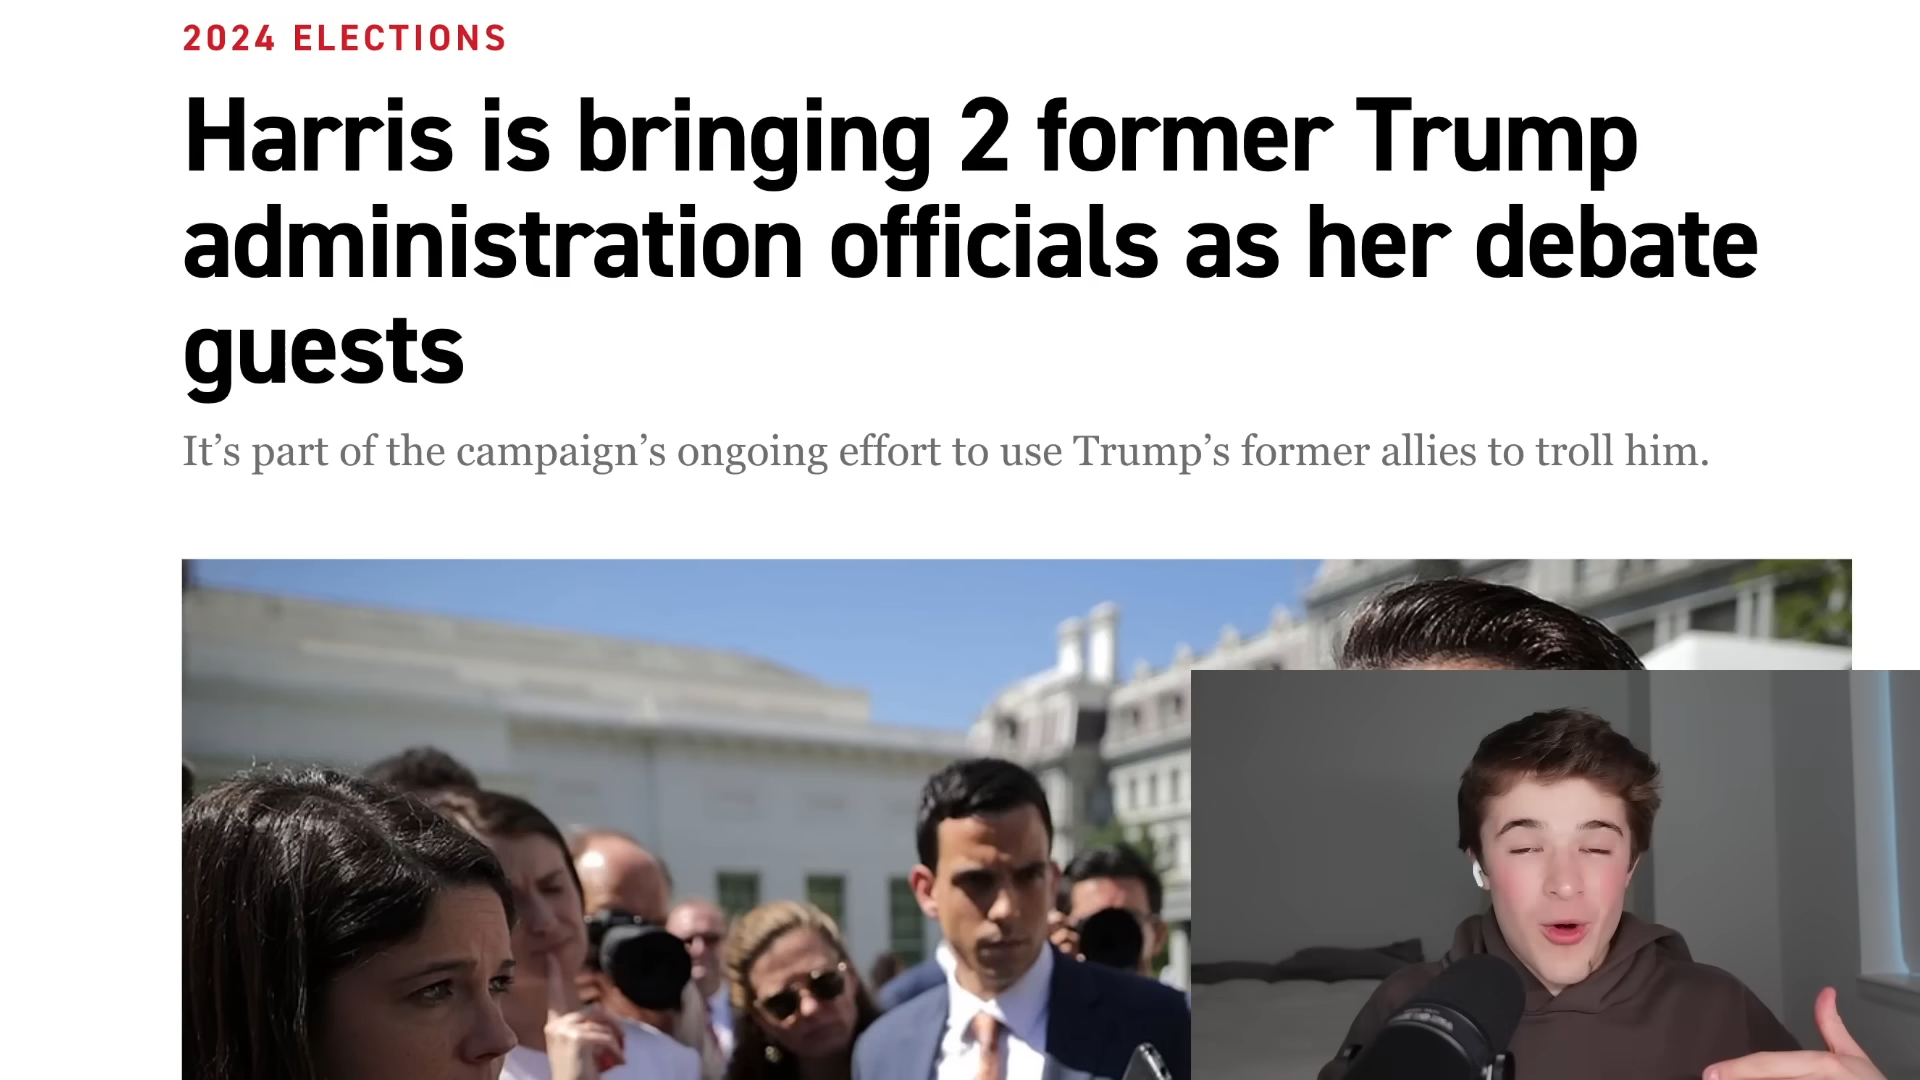 2024 ELECTIONS
Harris is bringing 2 former Trump
administration officials as her debate
guests
It’s part of the campaign’s ongoing effort to use Trump’s former allies to troll him.